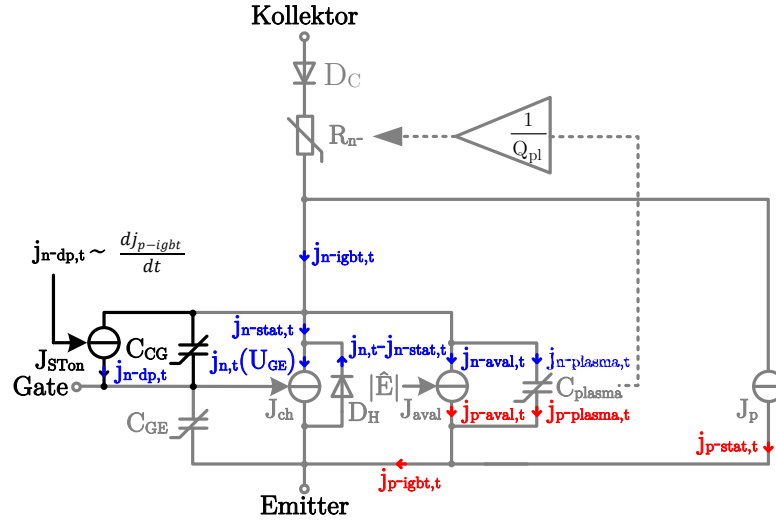 Kollektor
D_C
R_n-
1/Q_pl
j_n-igbt,t
j_n-dp,t ~ dj_p-igbt/dt
j_n-stat,t
j_n,t-j_n-stat,t
C_CG
j_n,t(U_GE)
j_n-aval,t
j_n-plasma,t
J_STon
j_n-dp,t
Gate
|Ê|
C_plasma
J_ch
D_H
J_aval
j_p-aval,t
j_p-plasma,t
J_p
C_GE
j_p-stat,t
j_p-igbt,t
Emitter